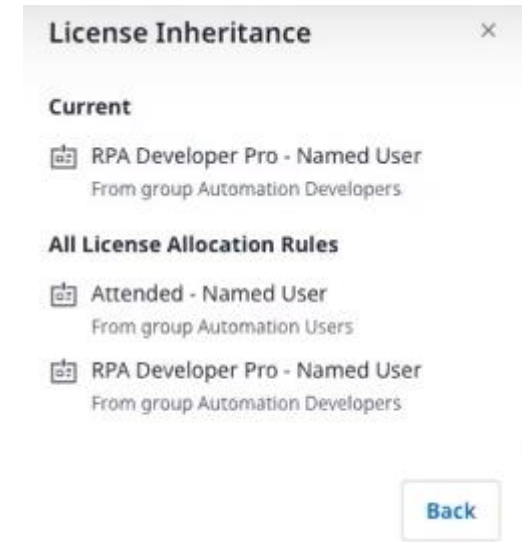 License Inheritance
Current
RPA Developer Pro - Named User
From group Automation Developers
All License Allocation Rules
Attended - Named User
From group Automation Users
RPA Developer Pro - Named User
From group Automation Developers
Back